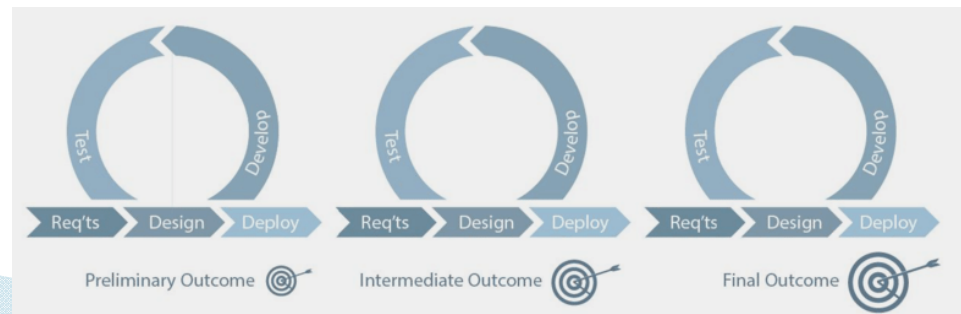 Test
Develop
Req'ts Design Deploy
Preliminary Outcome
Test
Develop
Req'ts Design Deploy
Intermediate Outcome
Test
Develop
Req'ts Design Deploy
Final Outcome